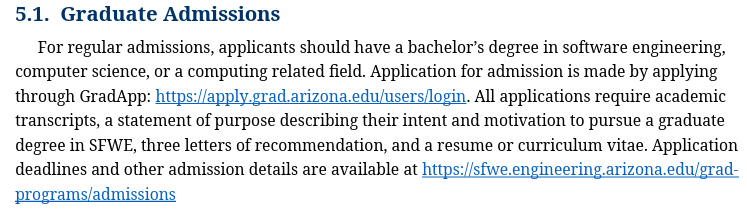 5.1. Graduate Admissions
For regular admissions, applicants should have a bachelor’s degree in software engineering,
computer science, or a computing related field. Application for admission is made by applying
through GradApp: https://apply.grad.arizona.edu/users/login. All applications require academic
transcripts, a statement of purpose describing their intent and motivation to pursue a graduate
degree in SFWE, three letters of recommendation, and a resume or curriculum vitae. Application
deadlines and other admission details are available at https://sfwe.engineering.arizona.edu/grad-
programs/admissions